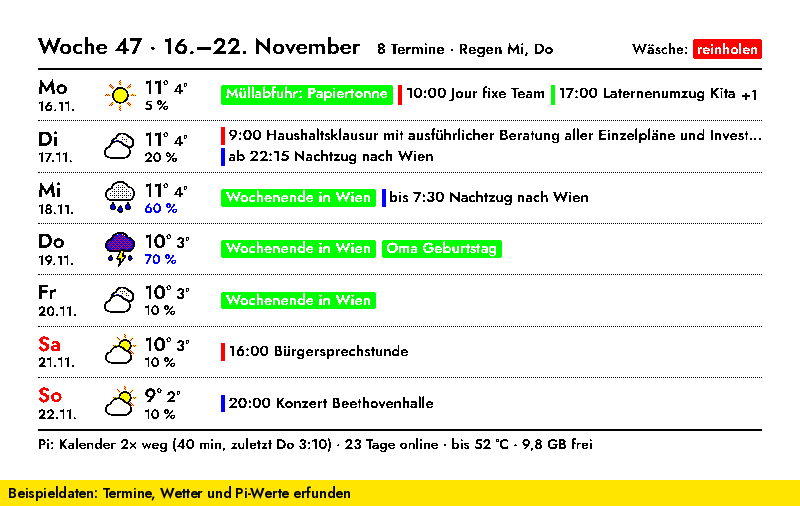 Woche 47 · 16.–22. November 8 Termine · Regen Mi, Do Wäsche: reinholen
Mo 11° 4° Müllabfuhr: Papiertonne 10:00 Jour fixe Team 17:00 Laternenumzug Kita +1
16.11. 5 %
Di 11° 4° 9:00 Haushaltsklausur mit ausführlicher Beratung aller Einzelpläne und Invest...
17.11. 20 % ab 22:15 Nachtzug nach Wien
Mi 11° 4° Wochenende in Wien bis 7:30 Nachtzug nach Wien
18.11. 60 %
Do 10° 3° Wochenende in Wien Oma Geburtstag
19.11. 70 %
Fr 10° 3° Wochenende in Wien
20.11. 10 %
Sa 10° 3° 16:00 Bürgersprechstunde
21.11. 10 %
So 9° 2° 20:00 Konzert Beethovenhalle
22.11. 10 %
Pi: Kalender 2× weg (40 min, zuletzt Do 3:10) · 23 Tage online · bis 52 °C · 9,8 GB frei
Beispieldaten: Termine, Wetter und Pi-Werte erfunden